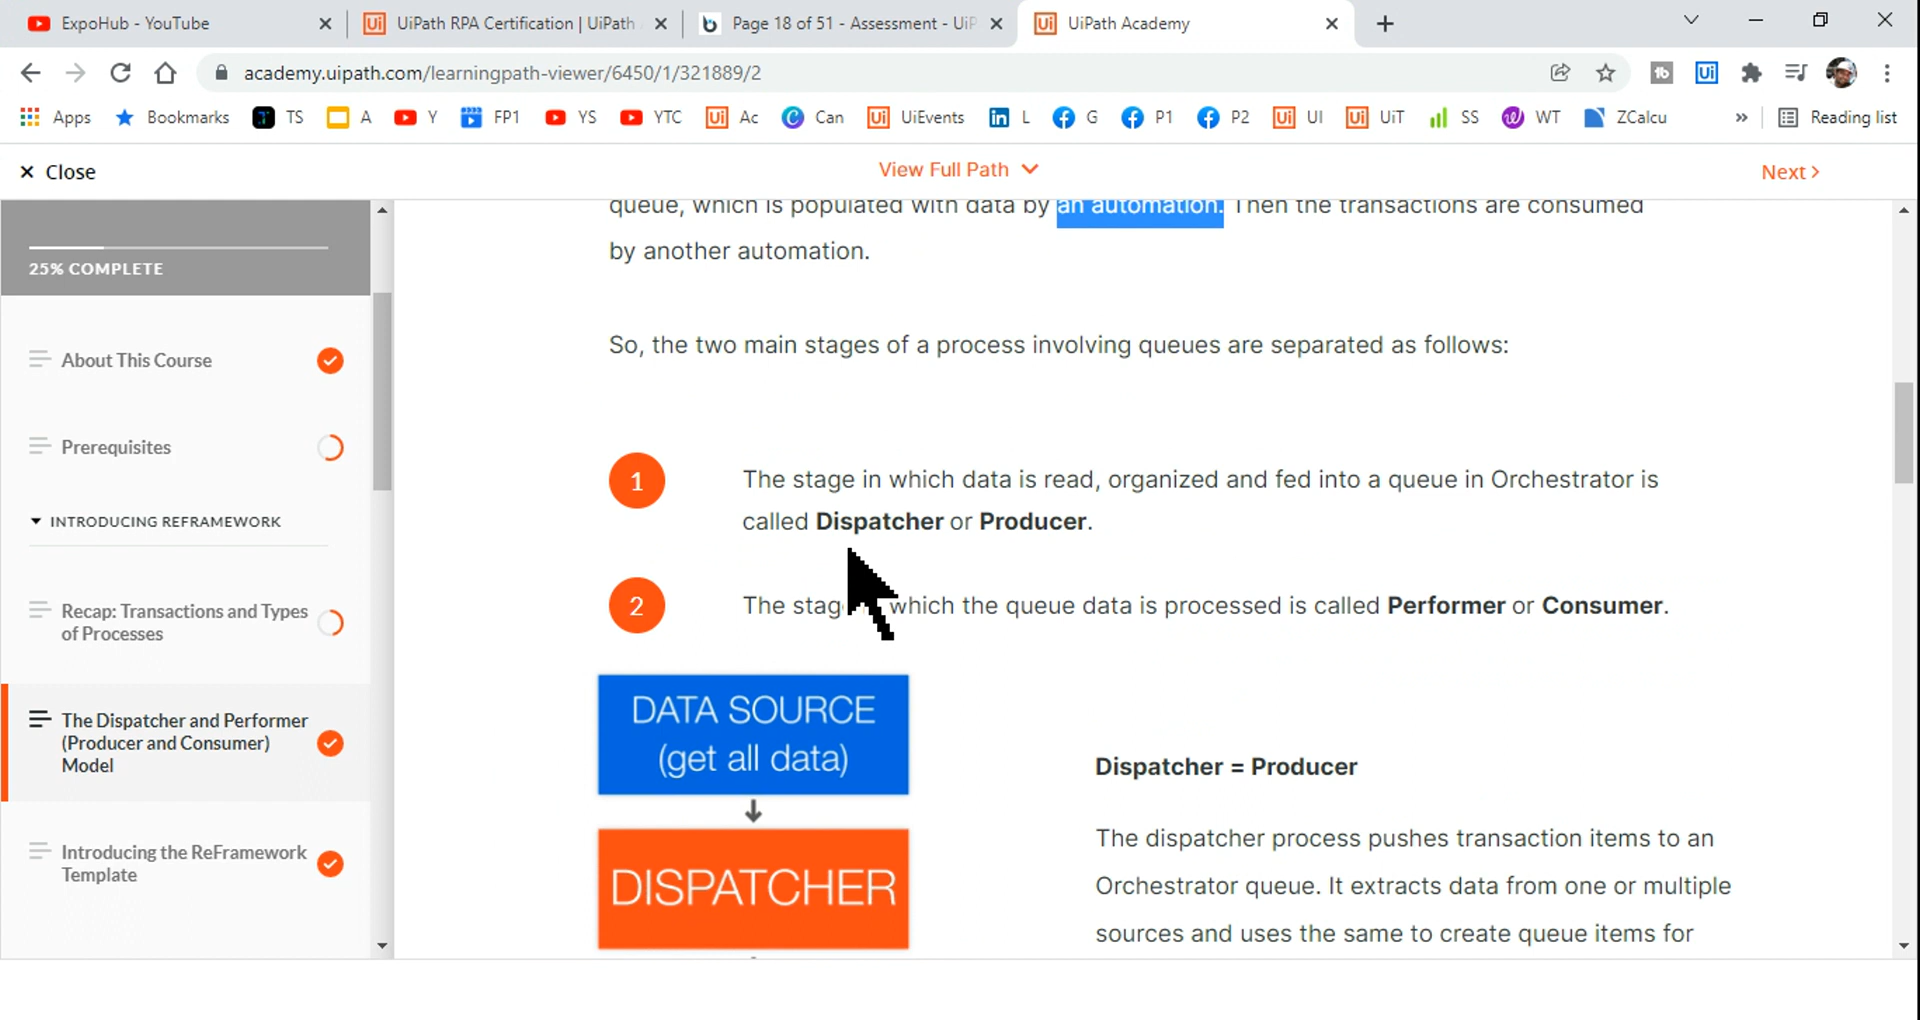 ExpoHub - YouTube
UiPath RPA Certification | UiPath
Page 18 of 51 - Assessment - UiP
UiPath Academy
academy.uipath.com/learningpath-viewer/6450/1/321889/2
Apps
Bookmarks
TS
A
Y
FP1
YS
YTC
Ac
Can
UiEvents
L
G
P1
P2
UI
UiT
SS
WT
ZCalcu
»
Reading list
× Close
View Full Path
Next >
25% COMPLETE
About This Course
Prerequisites
INTRODUCING REFRAMEWORK
Recap: Transactions and Types
of Processes
The Dispatcher and Performer
(Producer and Consumer)
Model
Introducing the ReFramework
Template
queue, which is populated with data by an automation. Then the transactions are consumed
by another automation.
So, the two main stages of a process involving queues are separated as follows:
1
The stage in which data is read, organized and fed into a queue in Orchestrator is
called Dispatcher or Producer.
2
The stag which the queue data is processed is called Performer or Consumer.
DATA SOURCE
(get all data)
DISPATCHER
Dispatcher = Producer
The dispatcher process pushes transaction items to an
Orchestrator queue. It extracts data from one or multiple
sources and uses the same to create queue items for